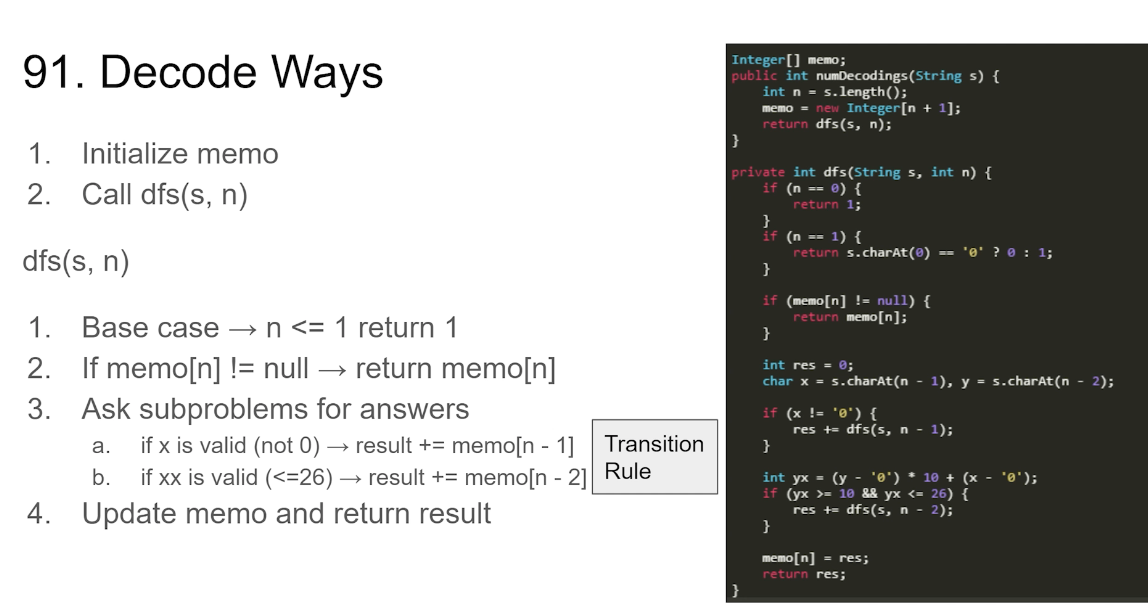 91. Decode Ways
1. Initialize memo
2. Call dfs(s, n)
dfs(s, n)
1. Base case → n <= 1 return 1
2. If memo[n] != null → return memo[n]
3. Ask subproblems for answers
a. if x is valid (not 0) → result += memo[n - 1]
b. if xx is valid (<=26) → result += memo[n - 2]
4. Update memo and return result
Transition
Rule
Integer[] memo;
public int numDecodings(String s) {
    int n = s.length();
    memo = new Integer[n + 1];
    return dfs(s, n);
}
private int dfs(String s, int n) {
    if (n == 0) {
        return 1;
    }
    if (n == 1) {
        return s.charAt(0) == '0' ? 0 : 1;
    }
    if (memo[n] != null) {
        return memo[n];
    }
    int res = 0;
    char x = s.charAt(n - 1), y = s.charAt(n - 2);
    if (x != '0') {
        res += dfs(s, n - 1);
    }
    int yx = (y - '0') * 10 + (x - '0');
    if (yx >= 10 && yx <= 26) {
        res += dfs(s, n - 2);
    }
    memo[n] = res;
    return res;
}